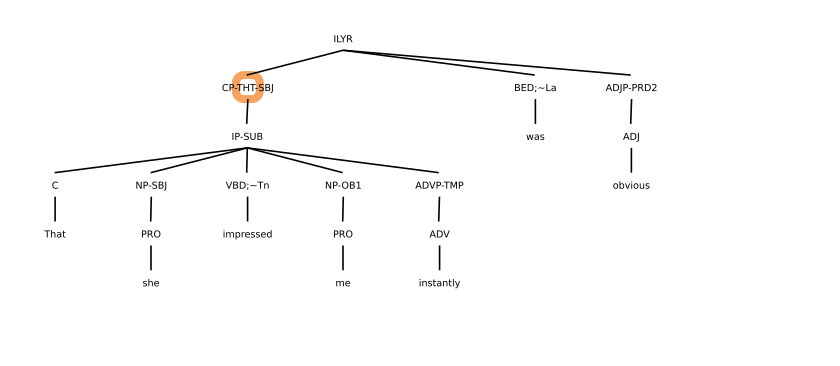 ILYR
CP-THT-SBJ BED;~La ADJP-PRD2
IP-SUB was ADJ
C NP-SBJ VBD;~Tn NP-OB1 ADVP-TMP obvious
That PRO impressed PRO ADV
she me instantly